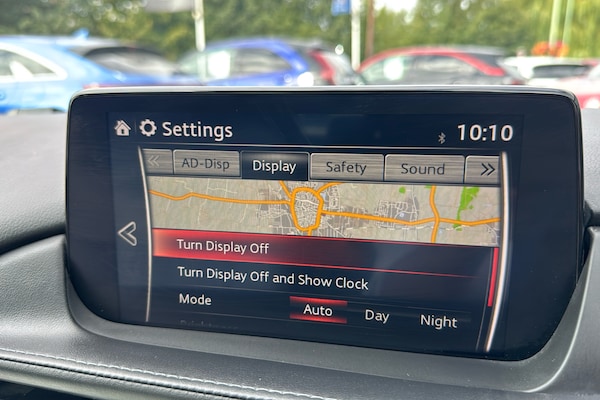 Settings 10:10
AD-Disp Display Safety Sound
Turn Display Off
Turn Display Off and Show Clock
Mode Auto Day Night